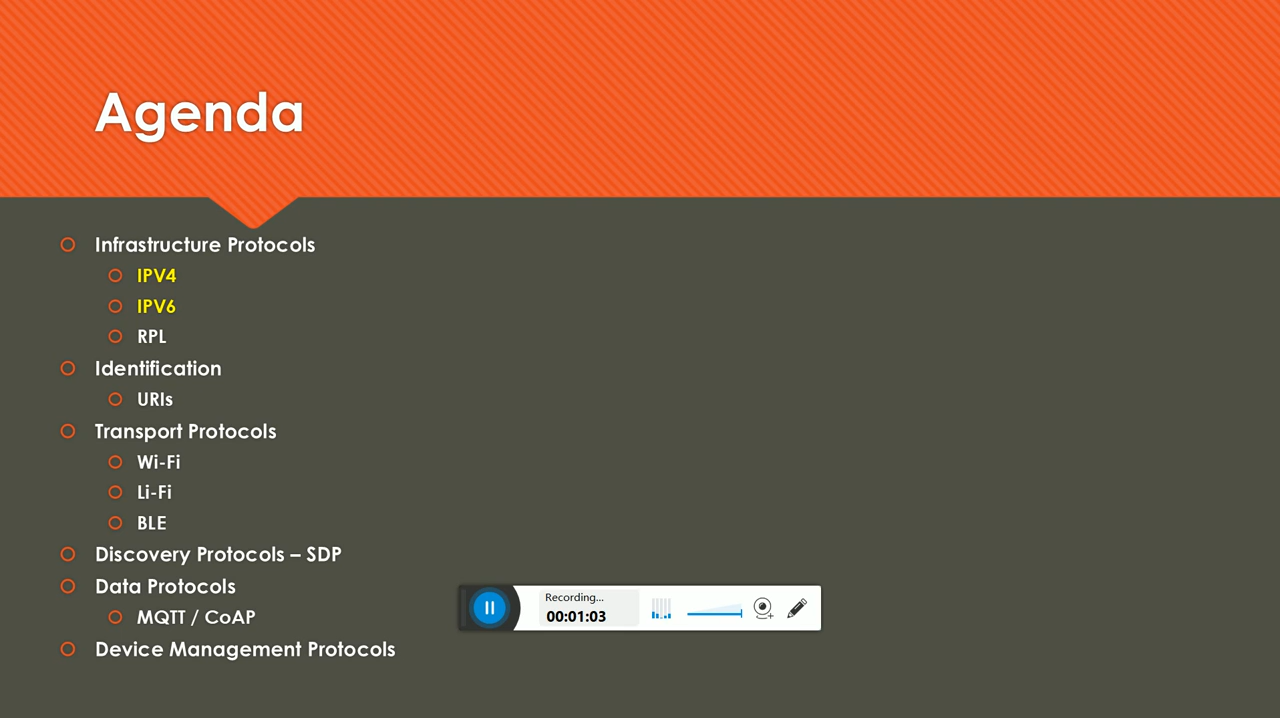 Agenda
Infrastructure Protocols
IPV4
IPV6
RPL
Identification
URIs
Transport Protocols
Wi-Fi
Li-Fi
BLE
Discovery Protocols – SDP
Data Protocols
MQTT / CoAP
Device Management Protocols
Recording...
00:01:03